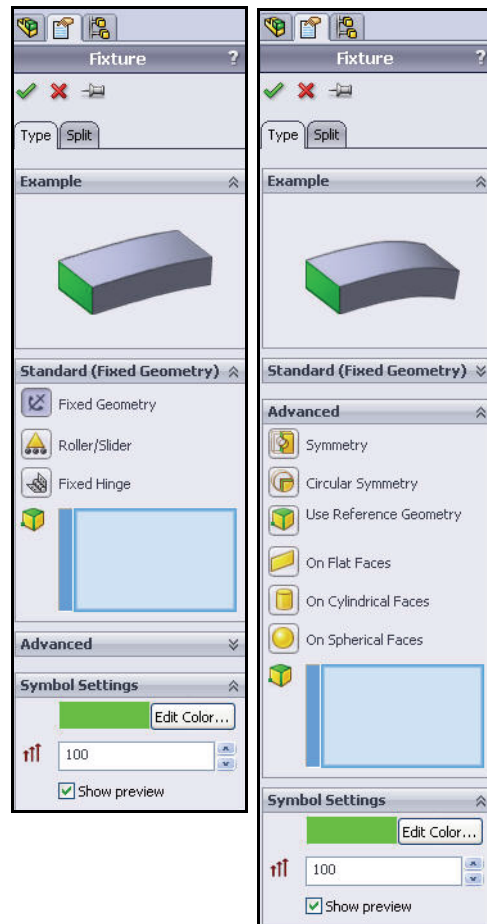 Fixture ?
Type Split
Example
Standard (Fixed Geometry)
Fixed Geometry
Roller/Slider
Fixed Hinge
Advanced
Symbol Settings
Edit Color...
100
Show preview
Fixture ?
Type Split
Example
Standard (Fixed Geometry)
Advanced
Symmetry
Circular Symmetry
Use Reference Geometry
On Flat Faces
On Cylindrical Faces
On Spherical Faces
Symbol Settings
Edit Color...
100
Show preview